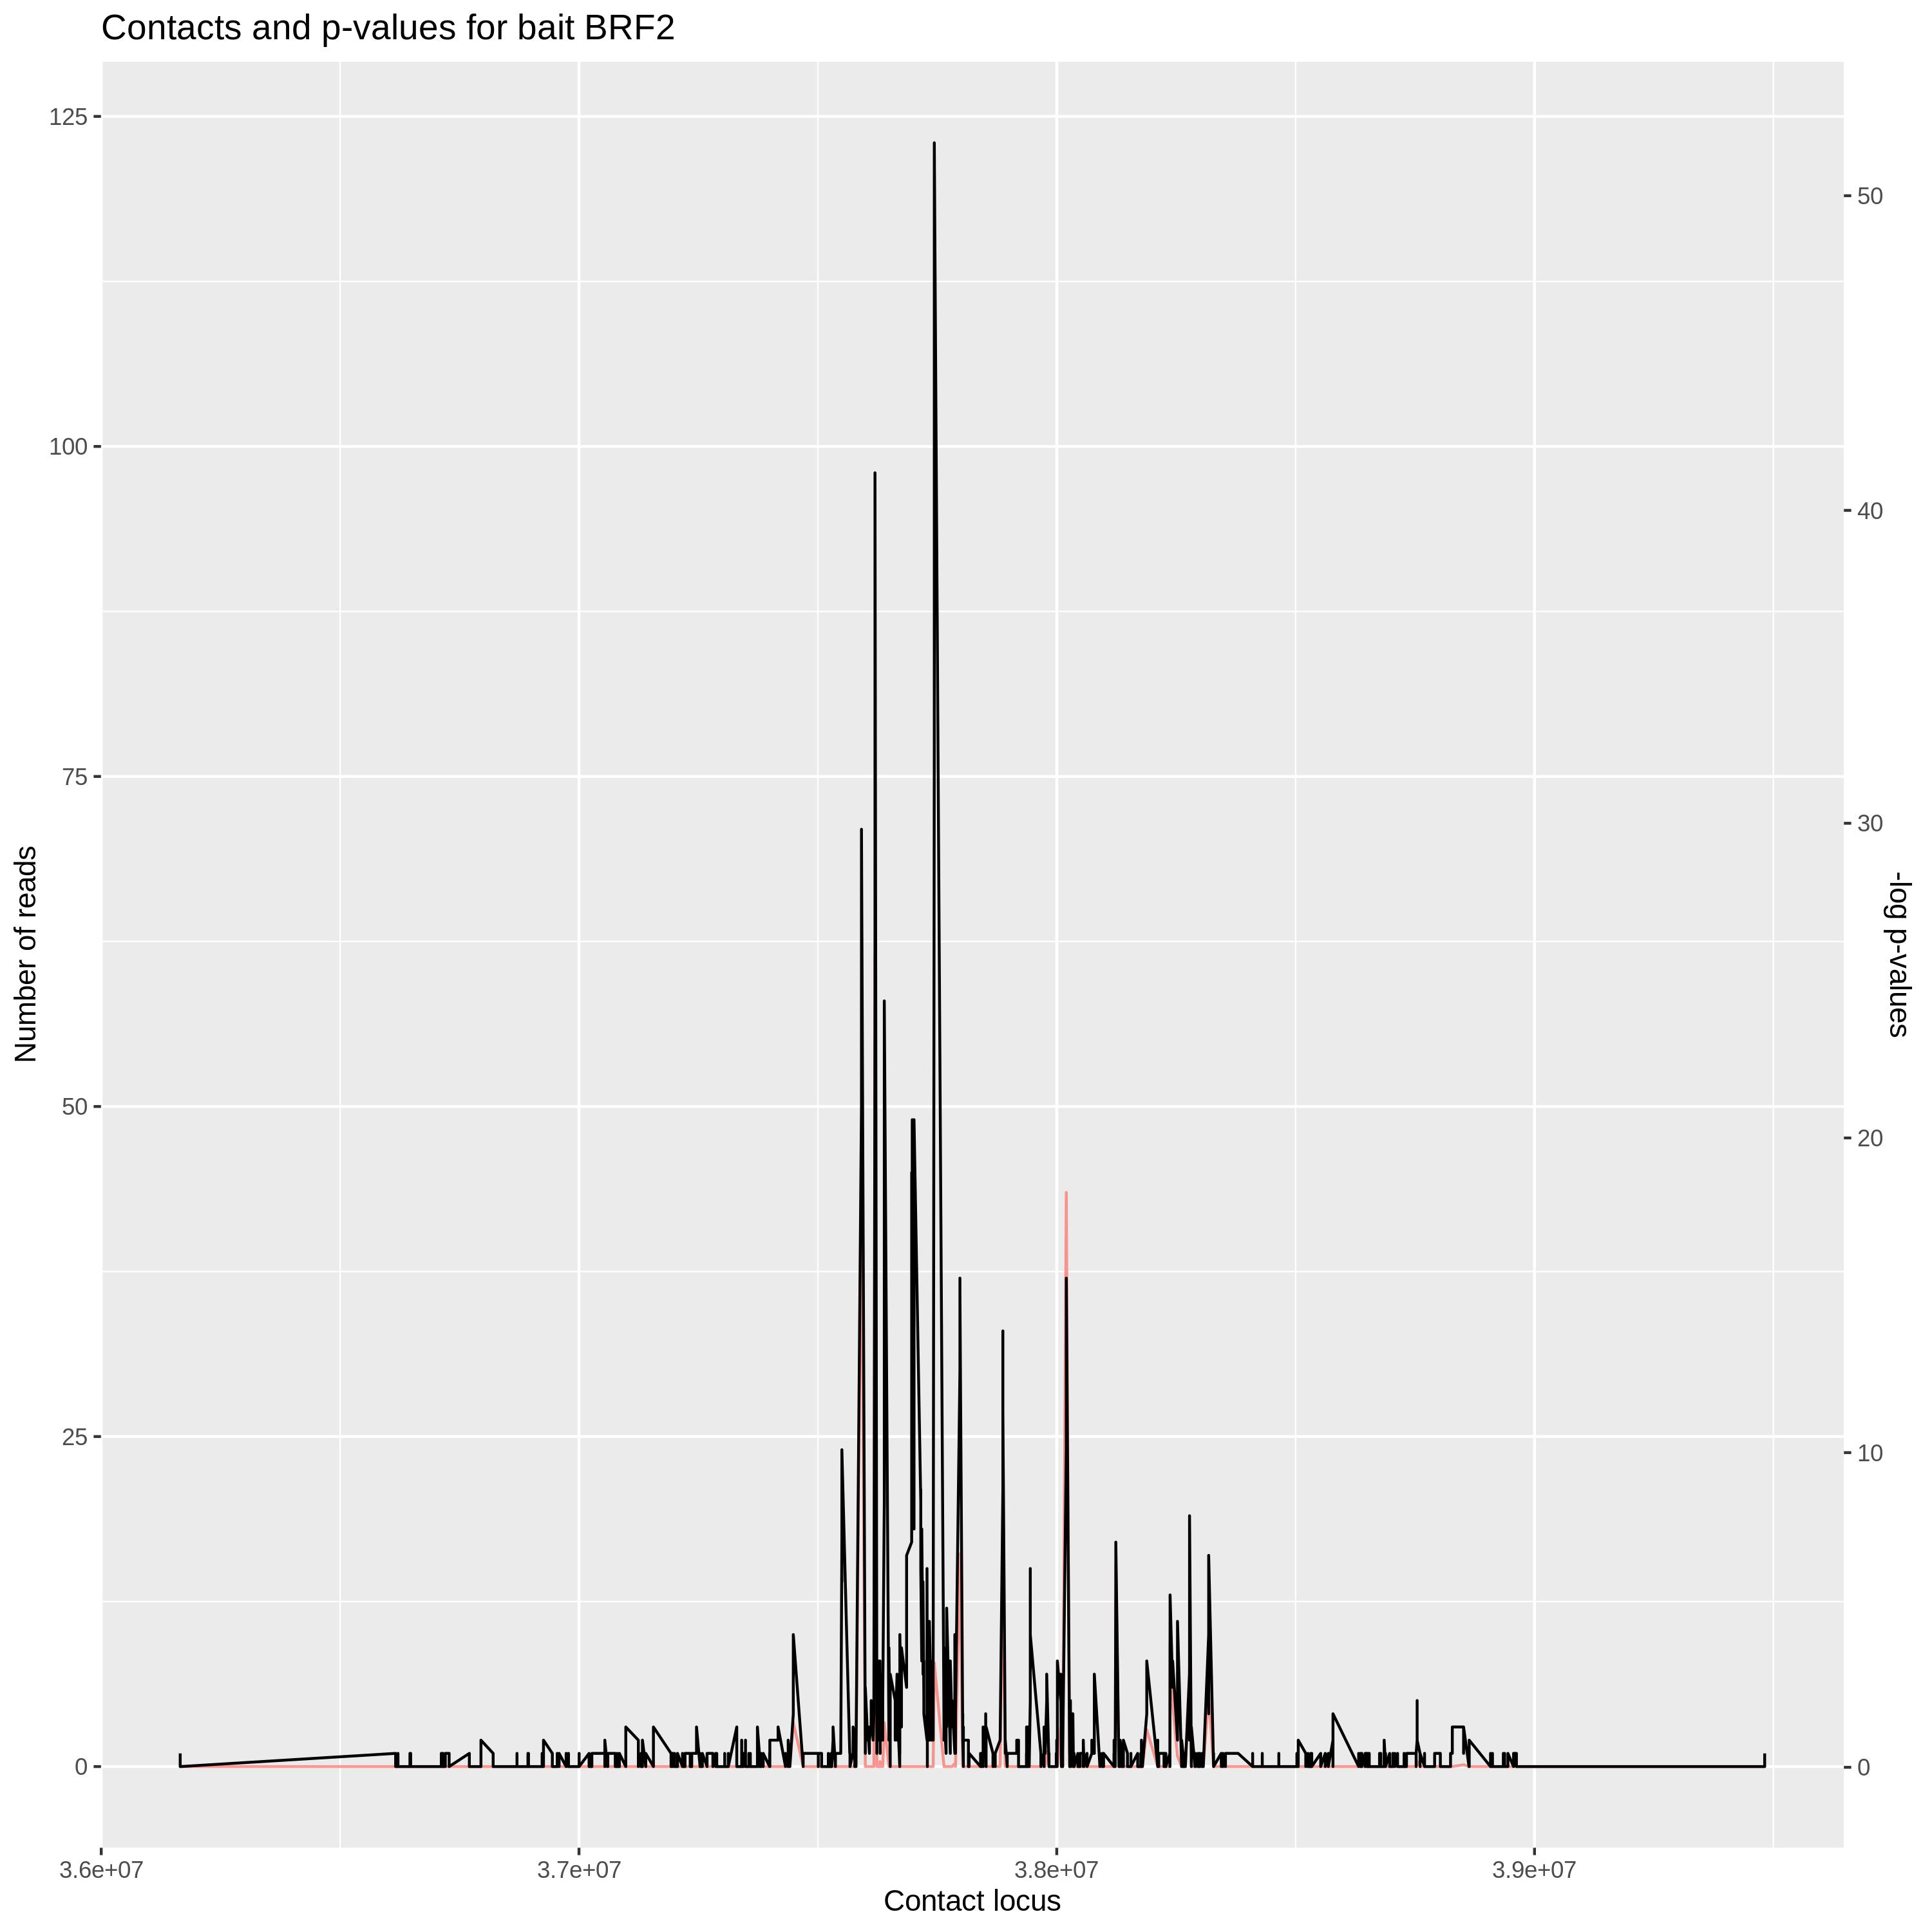 Contacts and p-values for bait BRF2
125
100
75
50
25
0
Number of reads
50
40
30
20
10
0
-log p-values
3.6e+07
3.7e+07
3.8e+07
3.9e+07
Contact locus